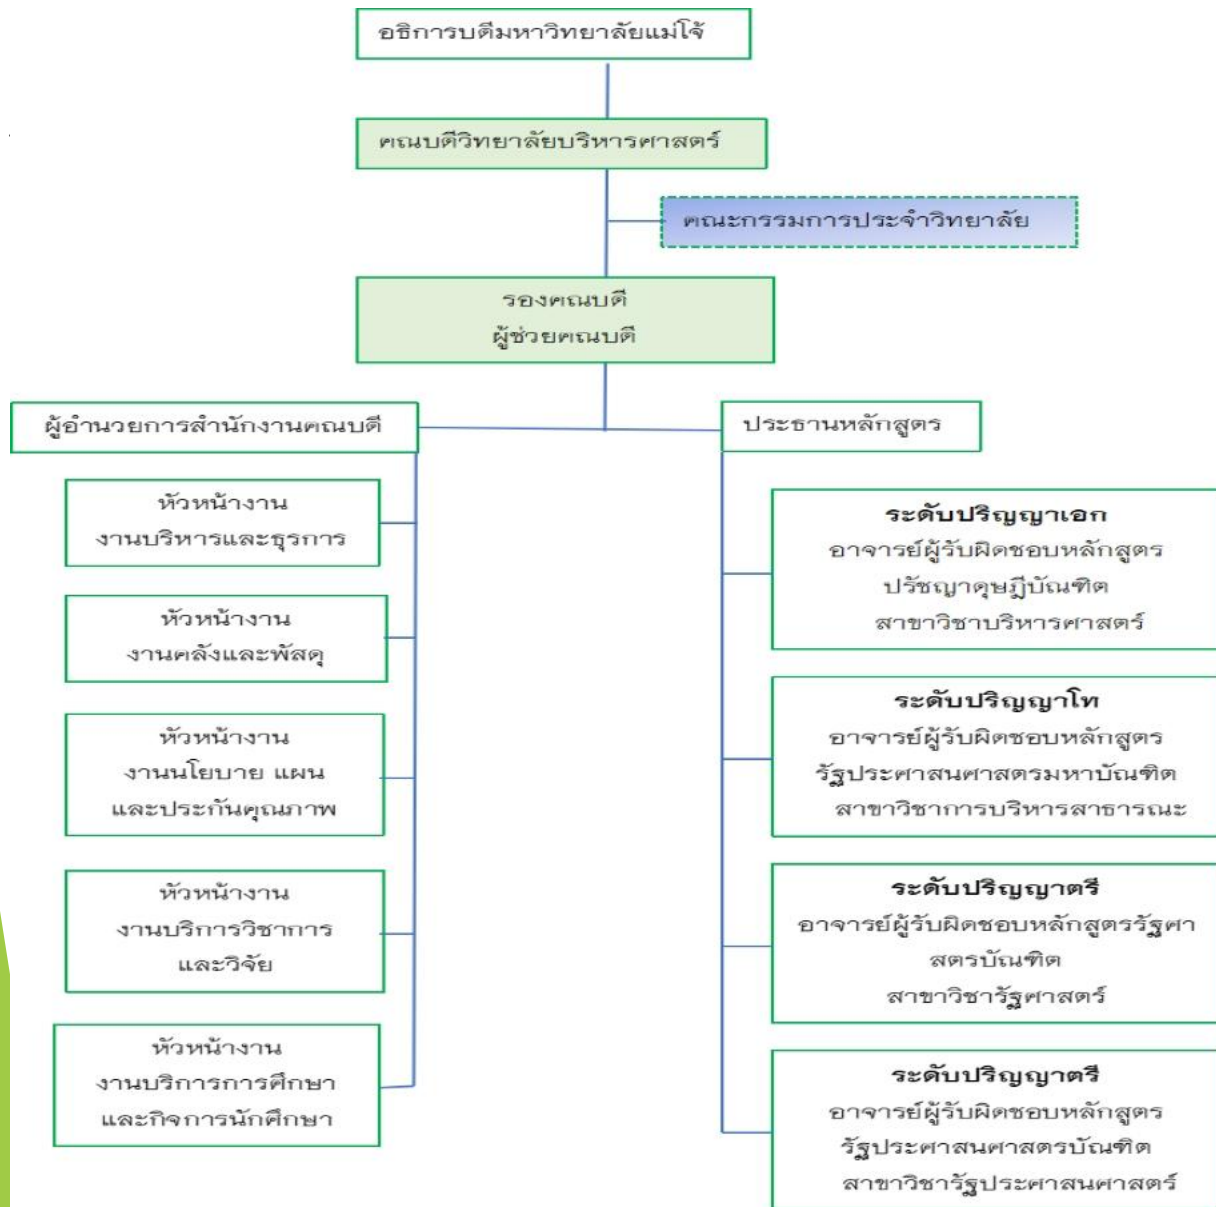 อธิการบดีมหาวิทยาลัยแม่โจ้
คณบดีวิทยาลัยบริหารศาสตร์
คณะกรรมการประจำวิทยาลัย
รองคณบดี
ผู้ช่วยคณบดี
ผู้อำนวยการสำนักงานคณบดี
หัวหน้างาน
งานบริหารและธุรการ
หัวหน้างาน
งานคลังและพัสดุ
หัวหน้างาน
งานนโยบาย แผน
และประกันคุณภาพ
หัวหน้างาน
งานบริการวิชาการ
และวิจัย
หัวหน้างาน
งานบริการการศึกษา
และกิจการนักศึกษา
ประธานหลักสูตร
ระดับปริญญาเอก
อาจารย์ผู้รับผิดชอบหลักสูตร
ปรัชญาดุษฎีบัณฑิต
สาขาวิชาบริหารศาสตร์
ระดับปริญญาโท
อาจารย์ผู้รับผิดชอบหลักสูตร
รัฐประศาสนศาสตรมหาบัณฑิต
สาขาวิชาการบริหารสาธารณะ
ระดับปริญญาตรี
อาจารย์ผู้รับผิดชอบหลักสูตรรัฐศา
สตรบัณฑิต
สาขาวิชารัฐศาสตร์
ระดับปริญญาตรี
อาจารย์ผู้รับผิดชอบหลักสูตร
รัฐประศาสนศาสตรบัณฑิต
สาขาวิชารัฐประศาสนศาสตร์